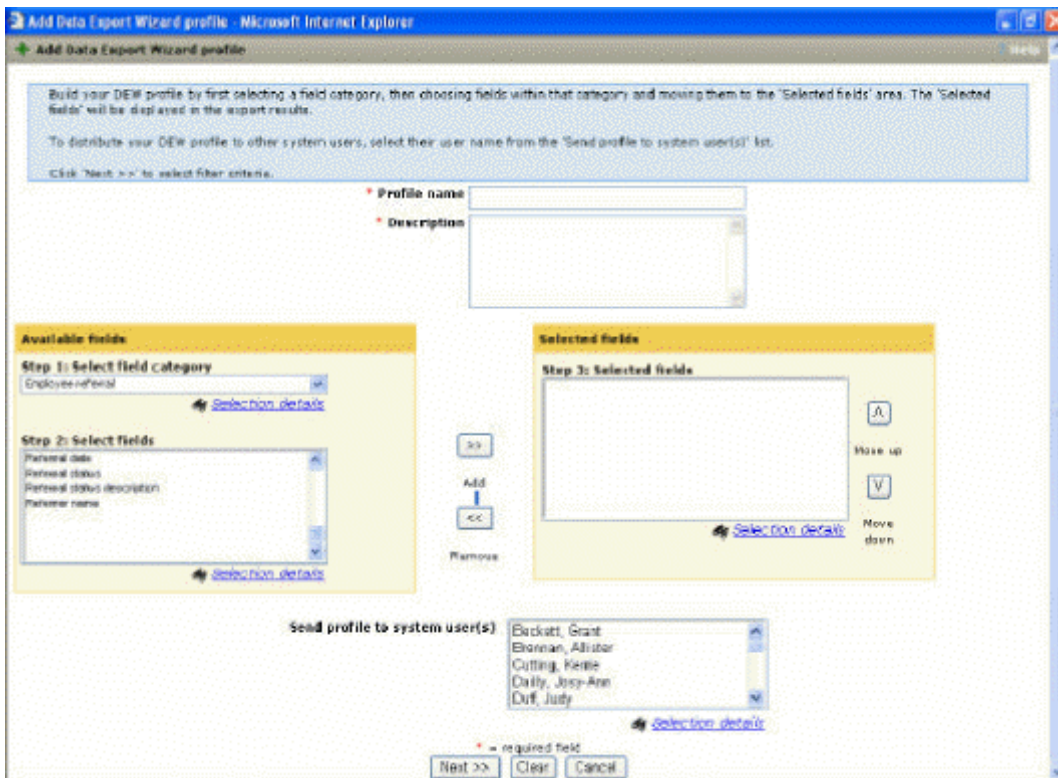 Add Data Export Wizard profile - Microsoft Internet Explorer
Add Data Export Wizard profile
Help
Build your DEW profile by first selecting a field category, then choosing fields within that category and moving them to the 'Selected fields' area. The 'Selected
fields' will be displayed in the export results.
To distribute your DEW profile to other system users, select their user name from the 'Send profile to system user(s)' list.
Click 'Next >>' to select filter criteria.
* Profile name
* Description
Available fields
Selected fields
Step 1: Select field category
Employee referral
Selection details
Step 2: Select fields
Referral date
Referral status
Referral status description
Referrer name
Selection details
>>
Add
<<
Remove
Step 3: Selected fields
Selection details
Λ
Move up
V
Move
down
Send profile to system user(s)
Beckett, Grant
Brennan, Allister
Cutting, Kerrie
Dailly, Josy-Ann
Duff, Judy
Selection details
* = required field
Next >> Clear Cancel